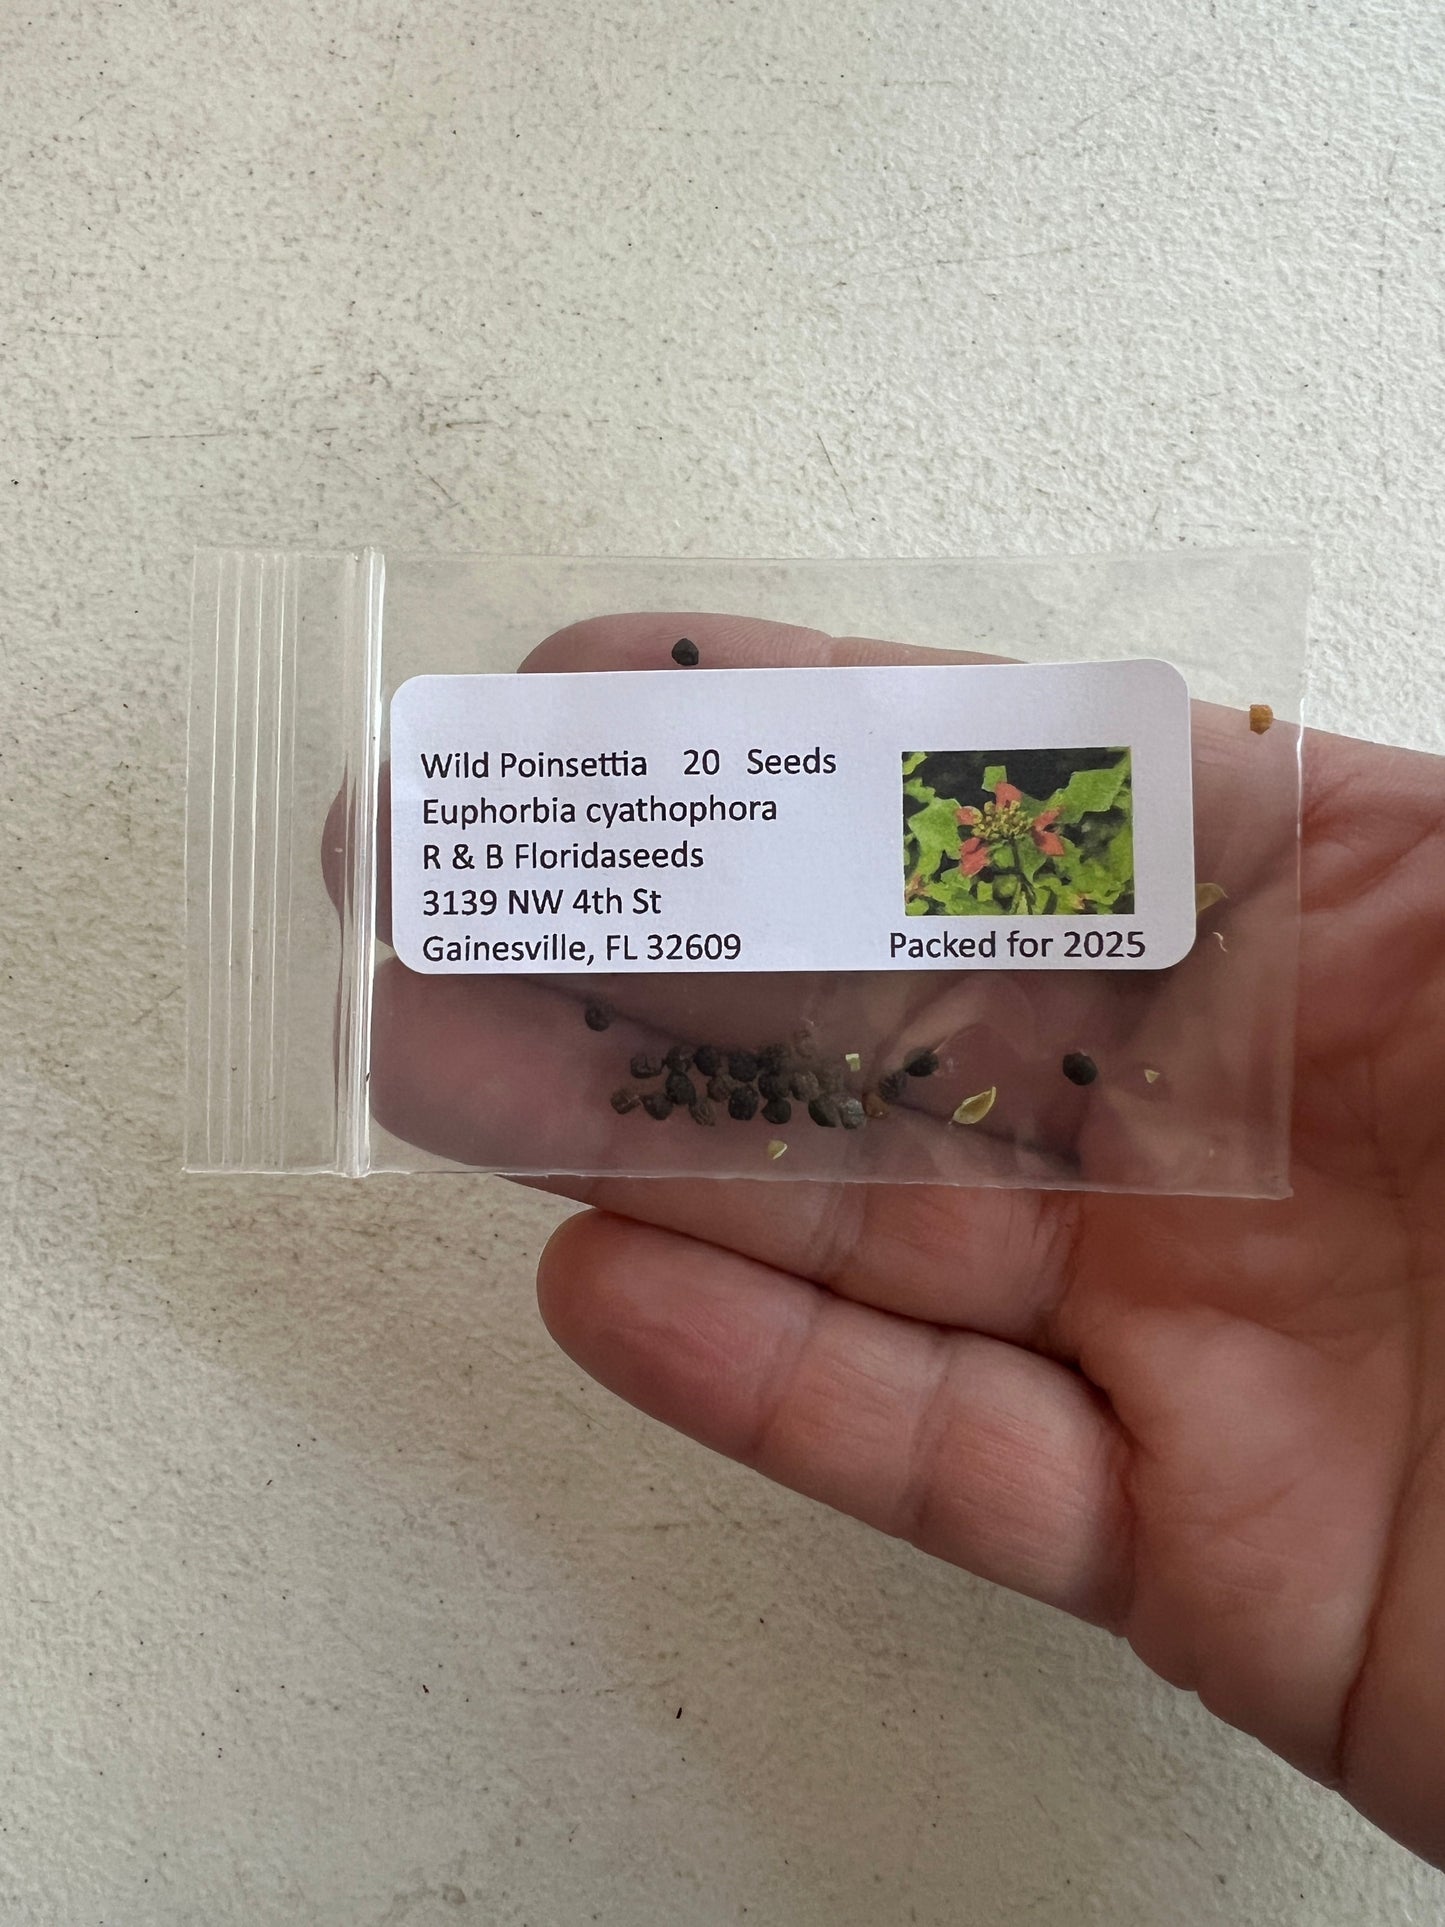 Wild Poinsettia 20 Seeds
Euphorbia cyathophora
R & B Floridaseeds
3139 NW 4th St
Gainesville, FL 32609
Packed for 2025